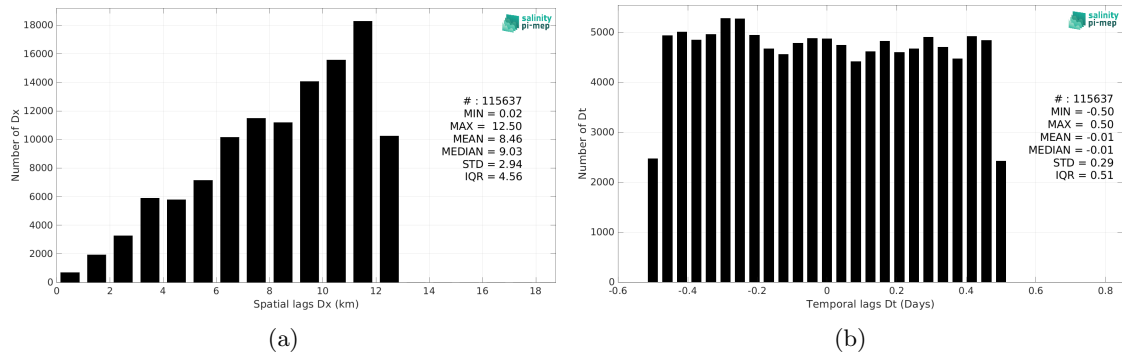 18000
16000
14000
12000
10000
8000
6000
4000
2000
0
Number of Dx
0 2 4 6 8 10 12 14 16 18
Spatial lags Dx (km)
salinity
pi-mep
# : 115637
MIN = 0.02
MAX = 12.50
MEAN = 8.46
MEDIAN = 9.03
STD = 2.94
IQR = 4.56
(a)
5000
4000
3000
2000
1000
0
Number of Dt
-0.6 -0.4 -0.2 0 0.2 0.4 0.6 0.8
Temporal lags Dt (Days)
salinity
pi-mep
# : 115637
MIN = -0.50
MAX = 0.50
MEAN = -0.01
MEDIAN = -0.01
STD = 0.29
IQR = 0.51
(b)